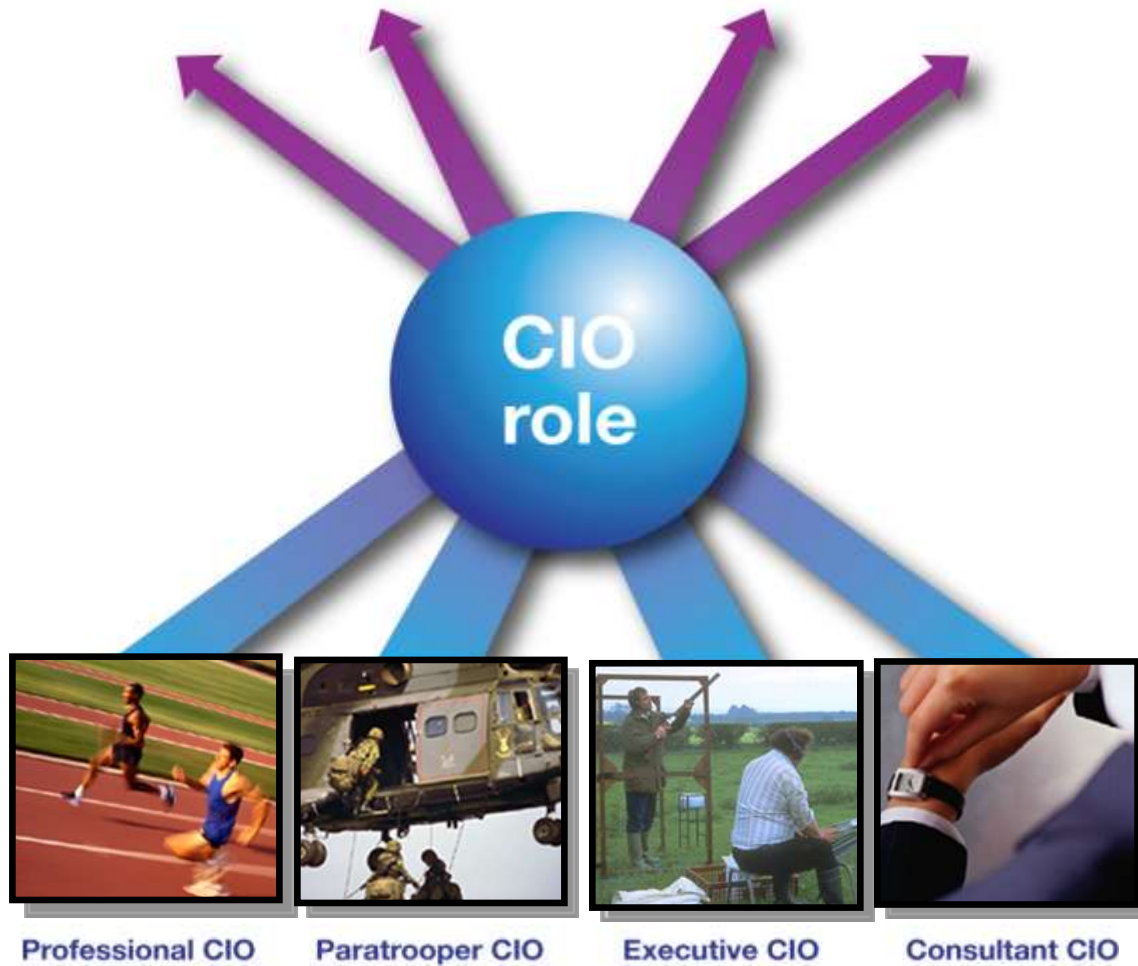 CIO
role
Professional CIO
Paratrooper CIO
Executive CIO
Consultant CIO